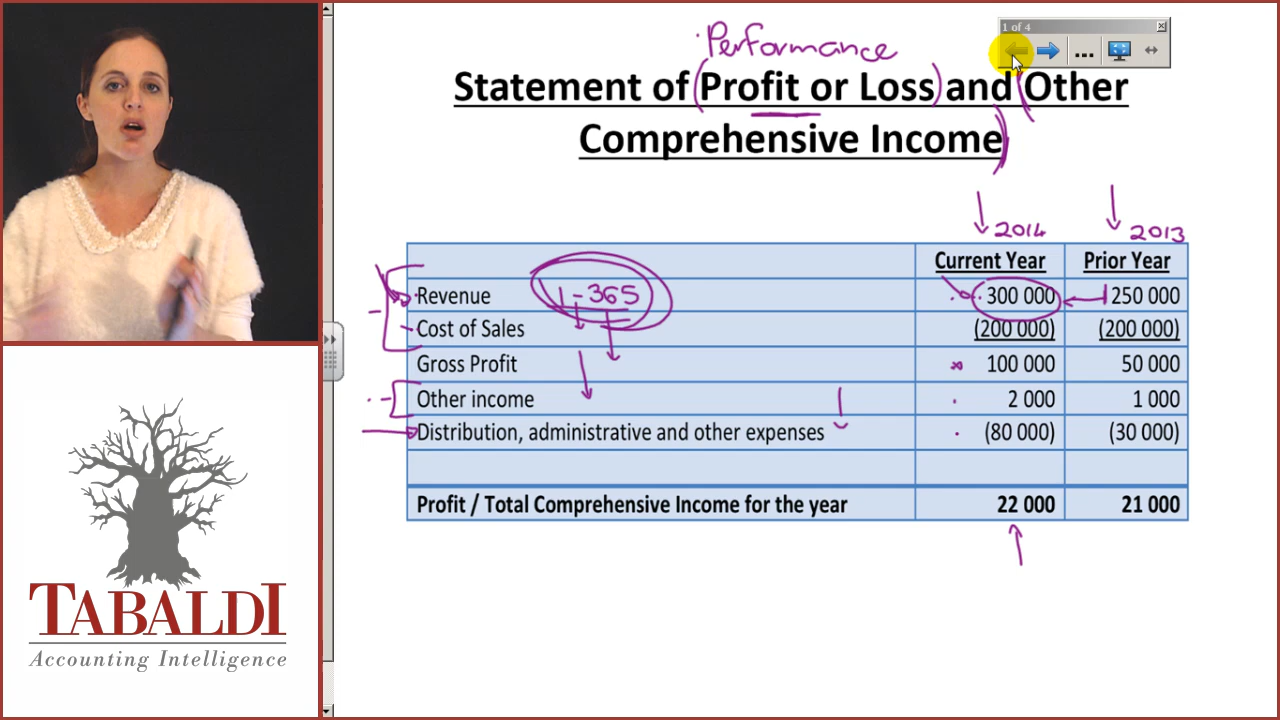 1 of 4
Performance
Statement of (Profit or Loss) and (Other
Comprehensive Income)
2014 2013
Current Year Prior Year
Revenue 1-365 300 000 250 000
Cost of Sales (200 000) (200 000)
Gross Profit 100 000 50 000
Other income 2 000 1 000
Distribution, administrative and other expenses (80 000) (30 000)
Profit / Total Comprehensive Income for the year 22 000 21 000
TABALDI
Accounting Intelligence